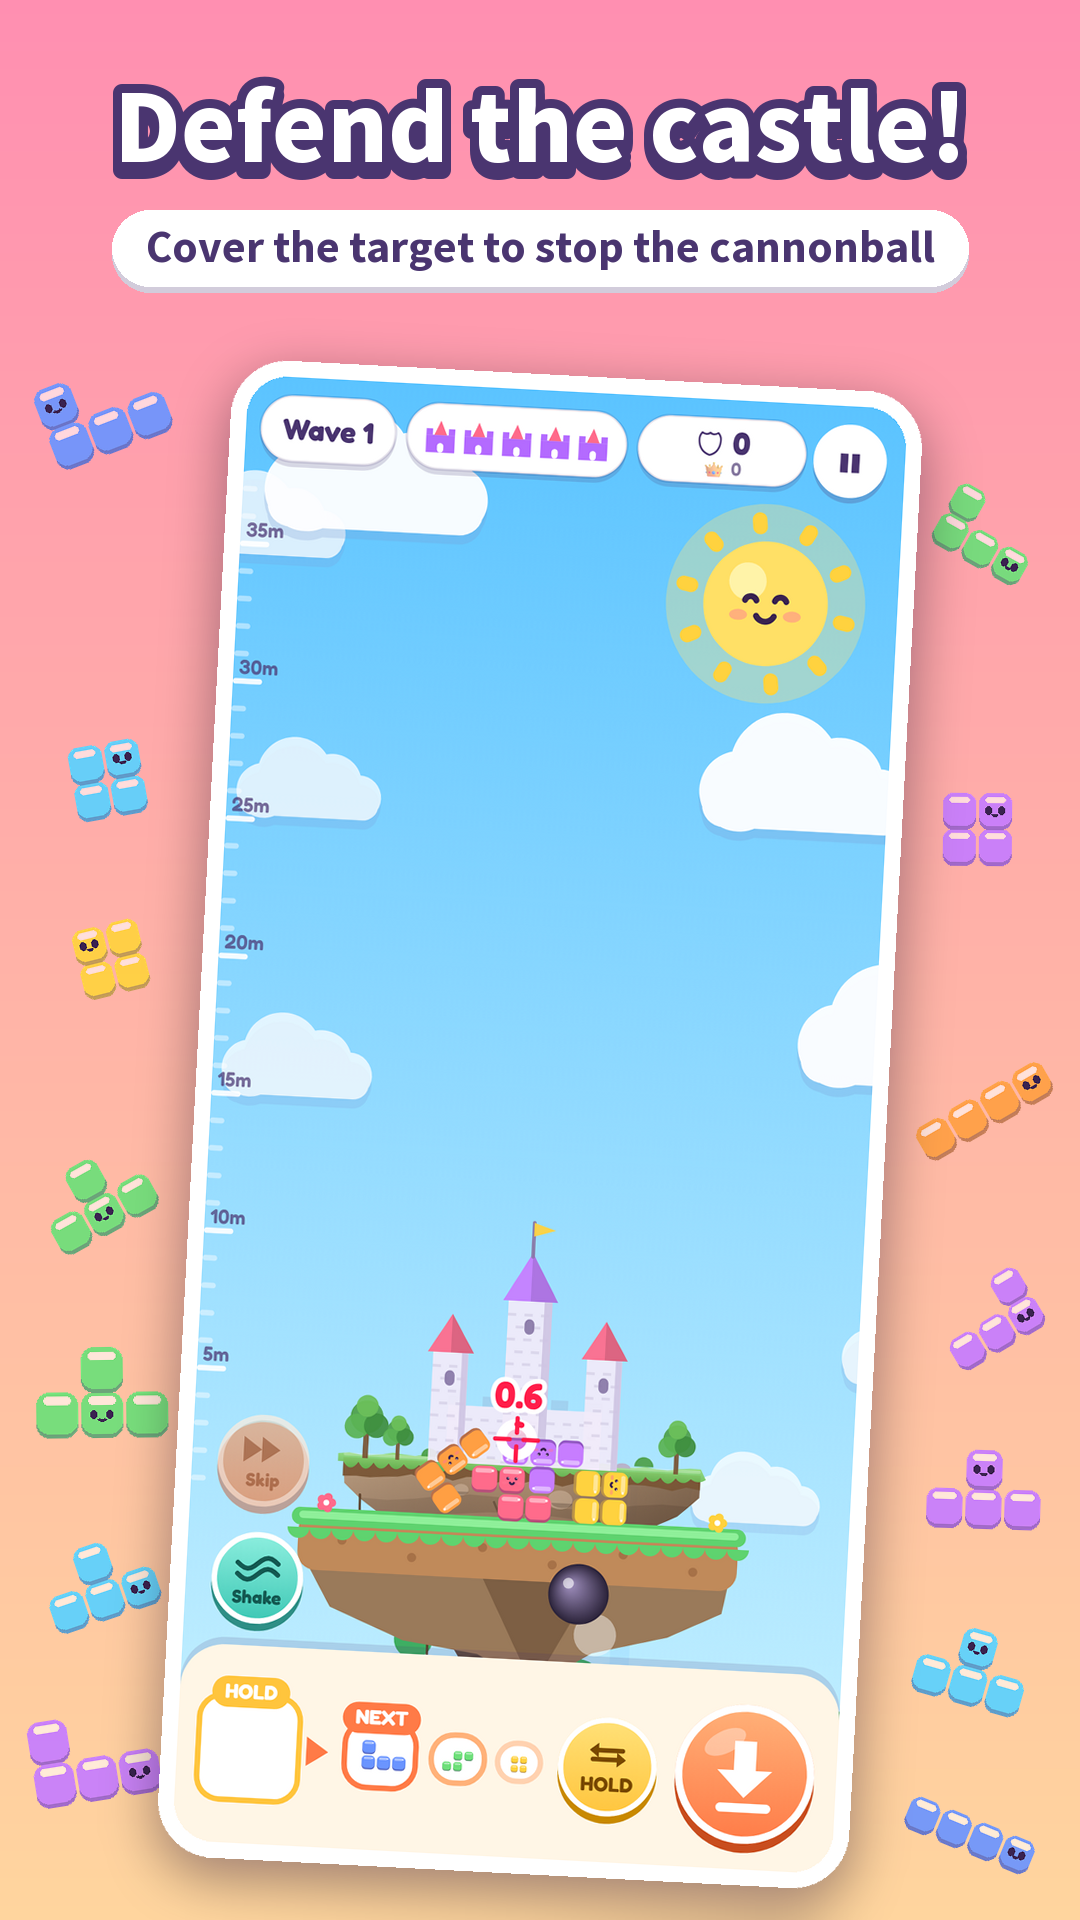 Defend the castle!
Cover the target to stop the cannonball
Wave 1
0
0
35m
30m
25m
20m
15m
10m
5m
0.6
Skip
Shake
HOLD
NEXT
HOLD